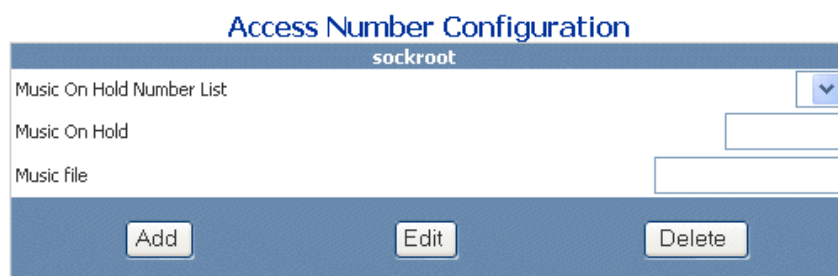 Access Number Configuration
sockroot
Music On Hold Number List
Music On Hold
Music file
Add Edit Delete